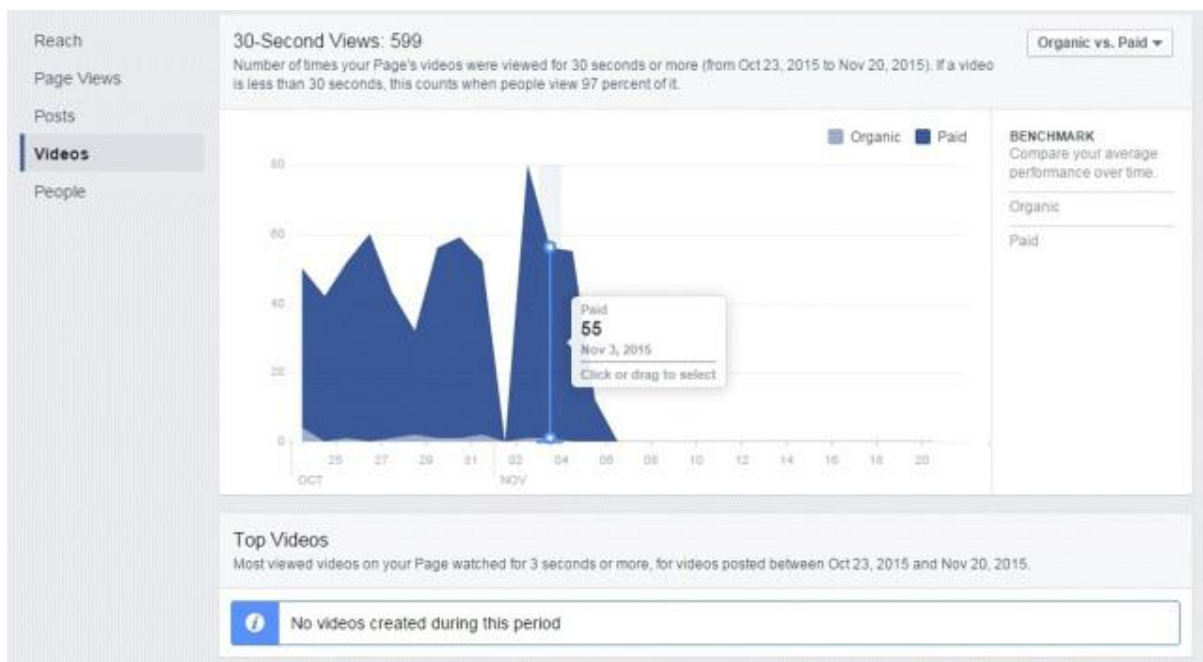 Reach
Page Views
Posts
Videos
People
30-Second Views: 599
Number of times your Page's videos were viewed for 30 seconds or more (from Oct 23, 2015 to Nov 20, 2015). If a video
is less than 30 seconds, this counts when people view 97 percent of it.
Organic vs. Paid
Organic Paid
80
60
40
20
0
25 27 29 31 02 04 06 08 10 12 14 16 18 20
OCT NOV
Paid
55
Nov 3, 2015
Click or drag to select
BENCHMARK
Compare your average
performance over time.
Organic
Paid
Top Videos
Most viewed videos on your Page watched for 3 seconds or more, for videos posted between Oct 23, 2015 and Nov 20, 2015.
No videos created during this period